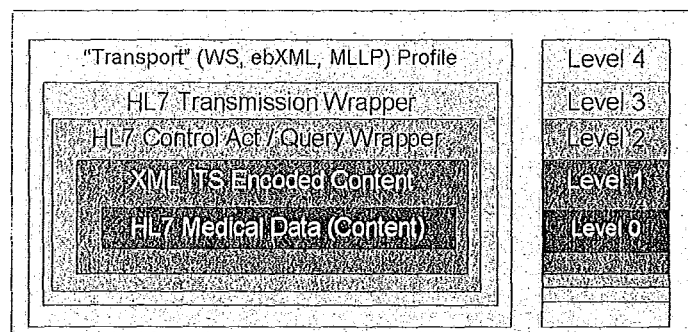 "Transport" (WS, ebXML, MLLP) Profile
HL7 Transmission Wrapper
HL7 Control Act / Query Wrapper
XML ITS Encoded Content
HL7 Medical Data (Content)
Level 4
Level 3
Level 2
Level 1
Level 0